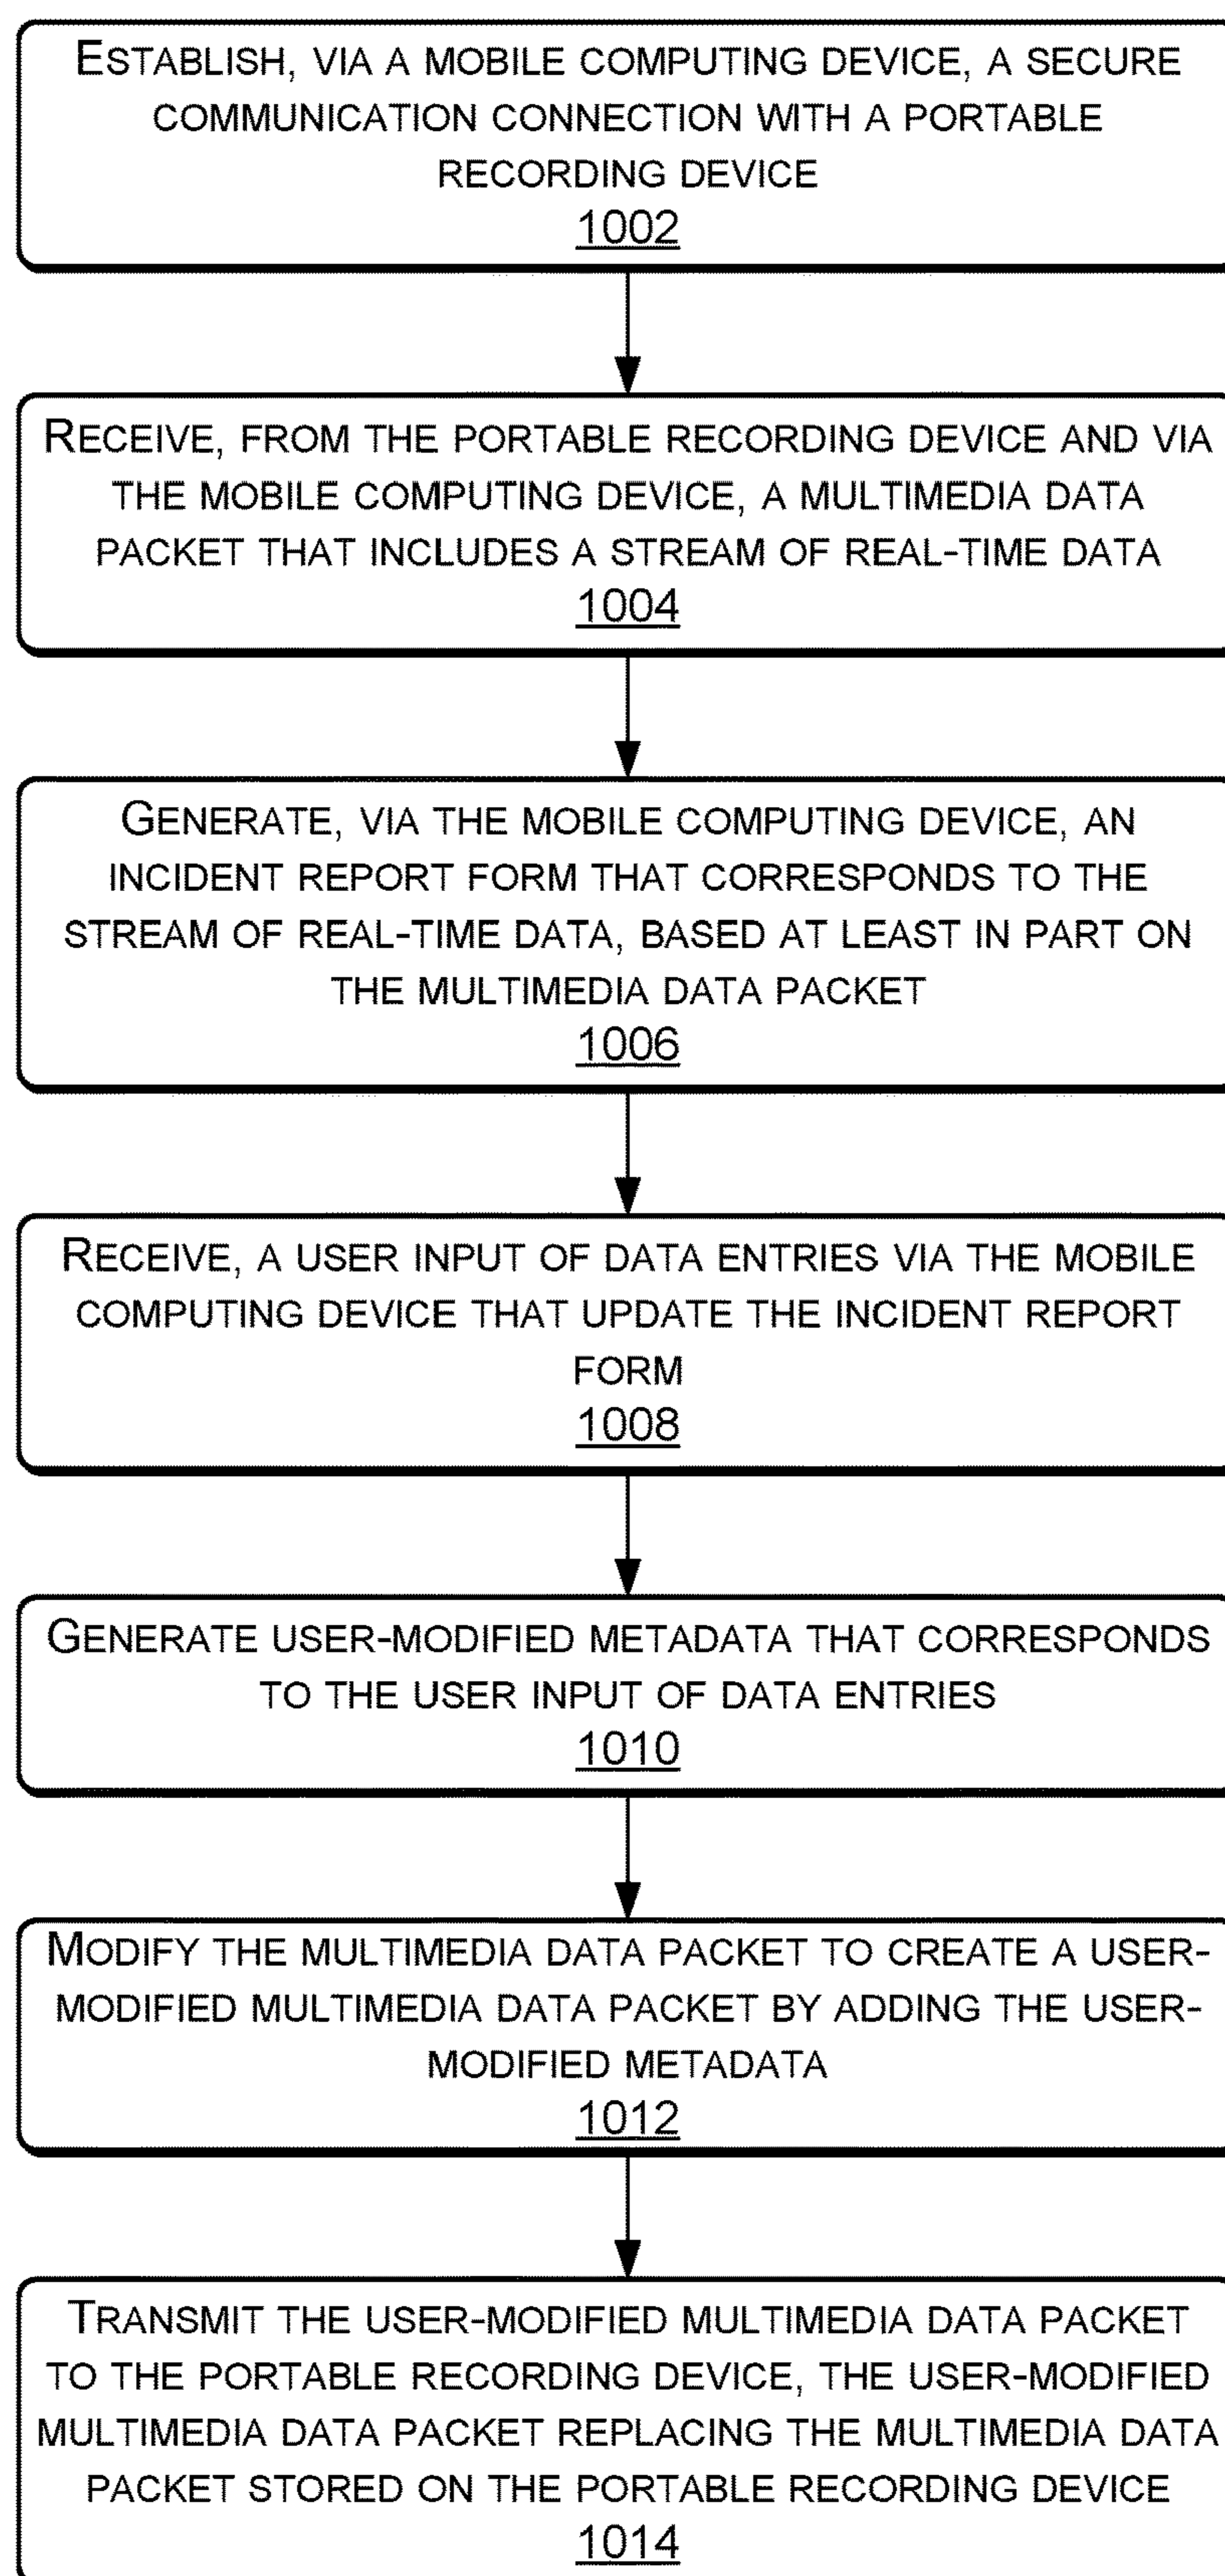 ESTABLISH, VIA A MOBILE COMPUTING DEVICE, A SECURE
COMMUNICATION CONNECTION WITH A PORTABLE
RECORDING DEVICE
1002
RECEIVE, FROM THE PORTABLE RECORDING DEVICE AND VIA
THE MOBILE COMPUTING DEVICE, A MULTIMEDIA DATA
PACKET THAT INCLUDES A STREAM OF REAL-TIME DATA
1004
GENERATE, VIA THE MOBILE COMPUTING DEVICE, AN
INCIDENT REPORT FORM THAT CORRESPONDS TO THE
STREAM OF REAL-TIME DATA, BASED AT LEAST IN PART ON
THE MULTIMEDIA DATA PACKET
1006
RECEIVE, A USER INPUT OF DATA ENTRIES VIA THE MOBILE
COMPUTING DEVICE THAT UPDATE THE INCIDENT REPORT
FORM
1008
GENERATE USER-MODIFIED METADATA THAT CORRESPONDS
TO THE USER INPUT OF DATA ENTRIES
1010
MODIFY THE MULTIMEDIA DATA PACKET TO CREATE A USER-
MODIFIED MULTIMEDIA DATA PACKET BY ADDING THE USER-
MODIFIED METADATA
1012
TRANSMIT THE USER-MODIFIED MULTIMEDIA DATA PACKET
TO THE PORTABLE RECORDING DEVICE, THE USER-MODIFIED
MULTIMEDIA DATA PACKET REPLACING THE MULTIMEDIA DATA
PACKET STORED ON THE PORTABLE RECORDING DEVICE
1014